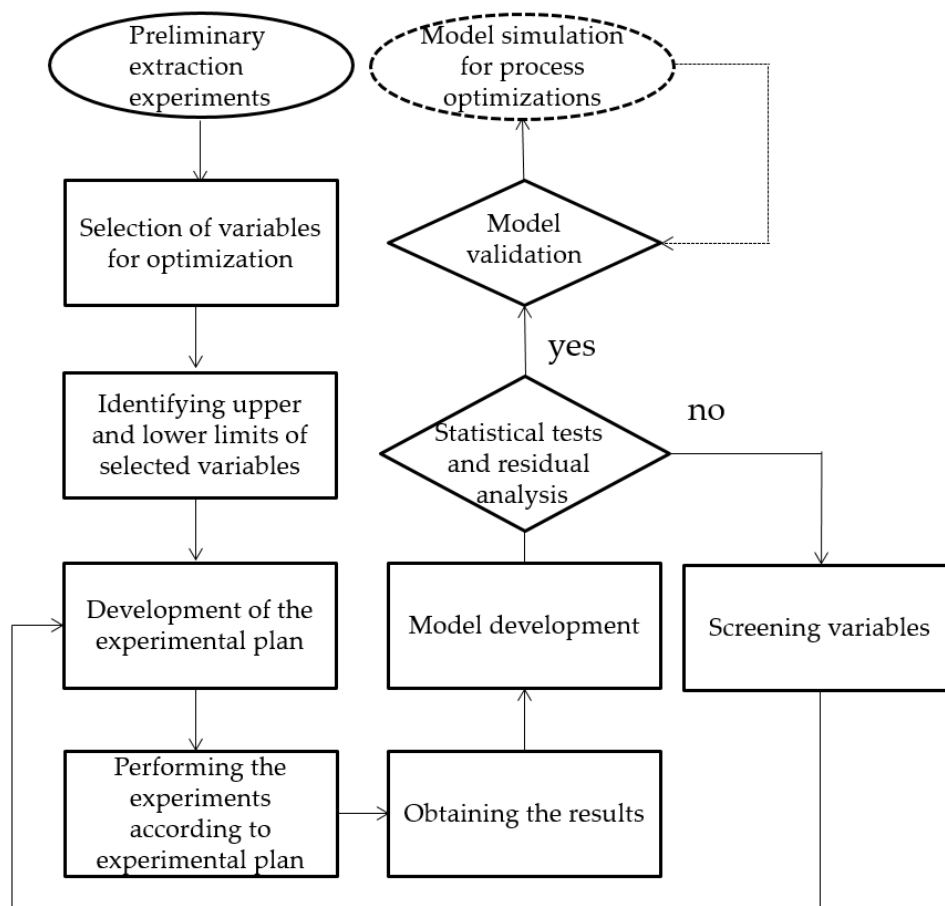 Preliminary
extraction
experiments
Selection of variables
for optimization
Identifying upper
and lower limits of
selected variables
Development of the
experimental plan
Performing the
experiments
according to
experimental plan
Obtaining the results
Model development
Statistical tests
and residual
analysis
yes
no
Model
validation
Model simulation
for process
optimizations
Screening variables